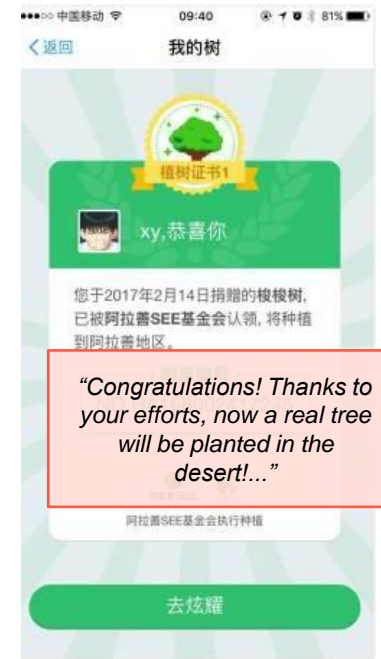 中国移动 09:40 81%
返回 我的树
植树证书1
xy,恭喜你
您于2017年2月14日捐赠的梭梭树,
已被阿拉善SEE基金会认领, 将种植
到阿拉善地区。
“Congratulations! Thanks to
your efforts, now a real tree
will be planted in the
desert!...”
阿拉善SEE基金会执行种植
去炫耀